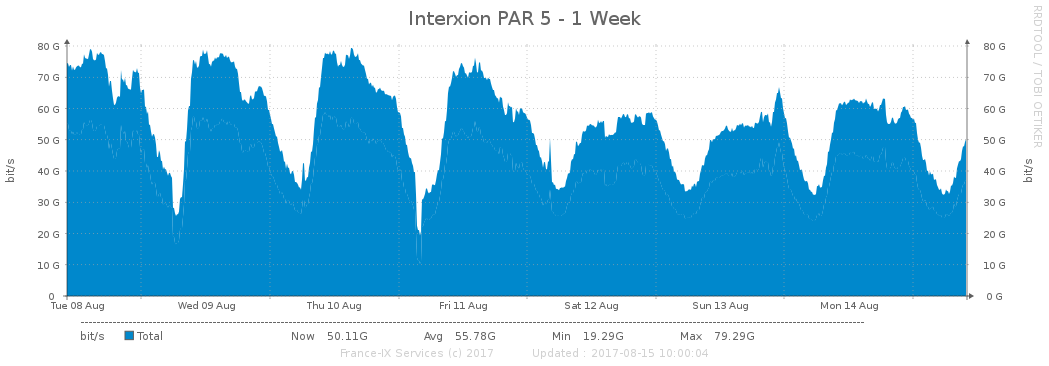 Interxion PAR 5 - 1 Week
RRDTOOL / TOBI OETIKER
bit/s
bit/s
80 G 80 G
70 G 70 G
60 G 60 G
50 G 50 G
40 G 40 G
30 G 30 G
20 G 20 G
10 G 10 G
0 0 G
Tue 08 Aug Wed 09 Aug Thu 10 Aug Fri 11 Aug Sat 12 Aug Sun 13 Aug Mon 14 Aug
bit/s Total Now 50.11G Avg 55.78G Min 19.29G Max 79.29G
France-IX Services (c) 2017 Updated : 2017-08-15 10:00:04